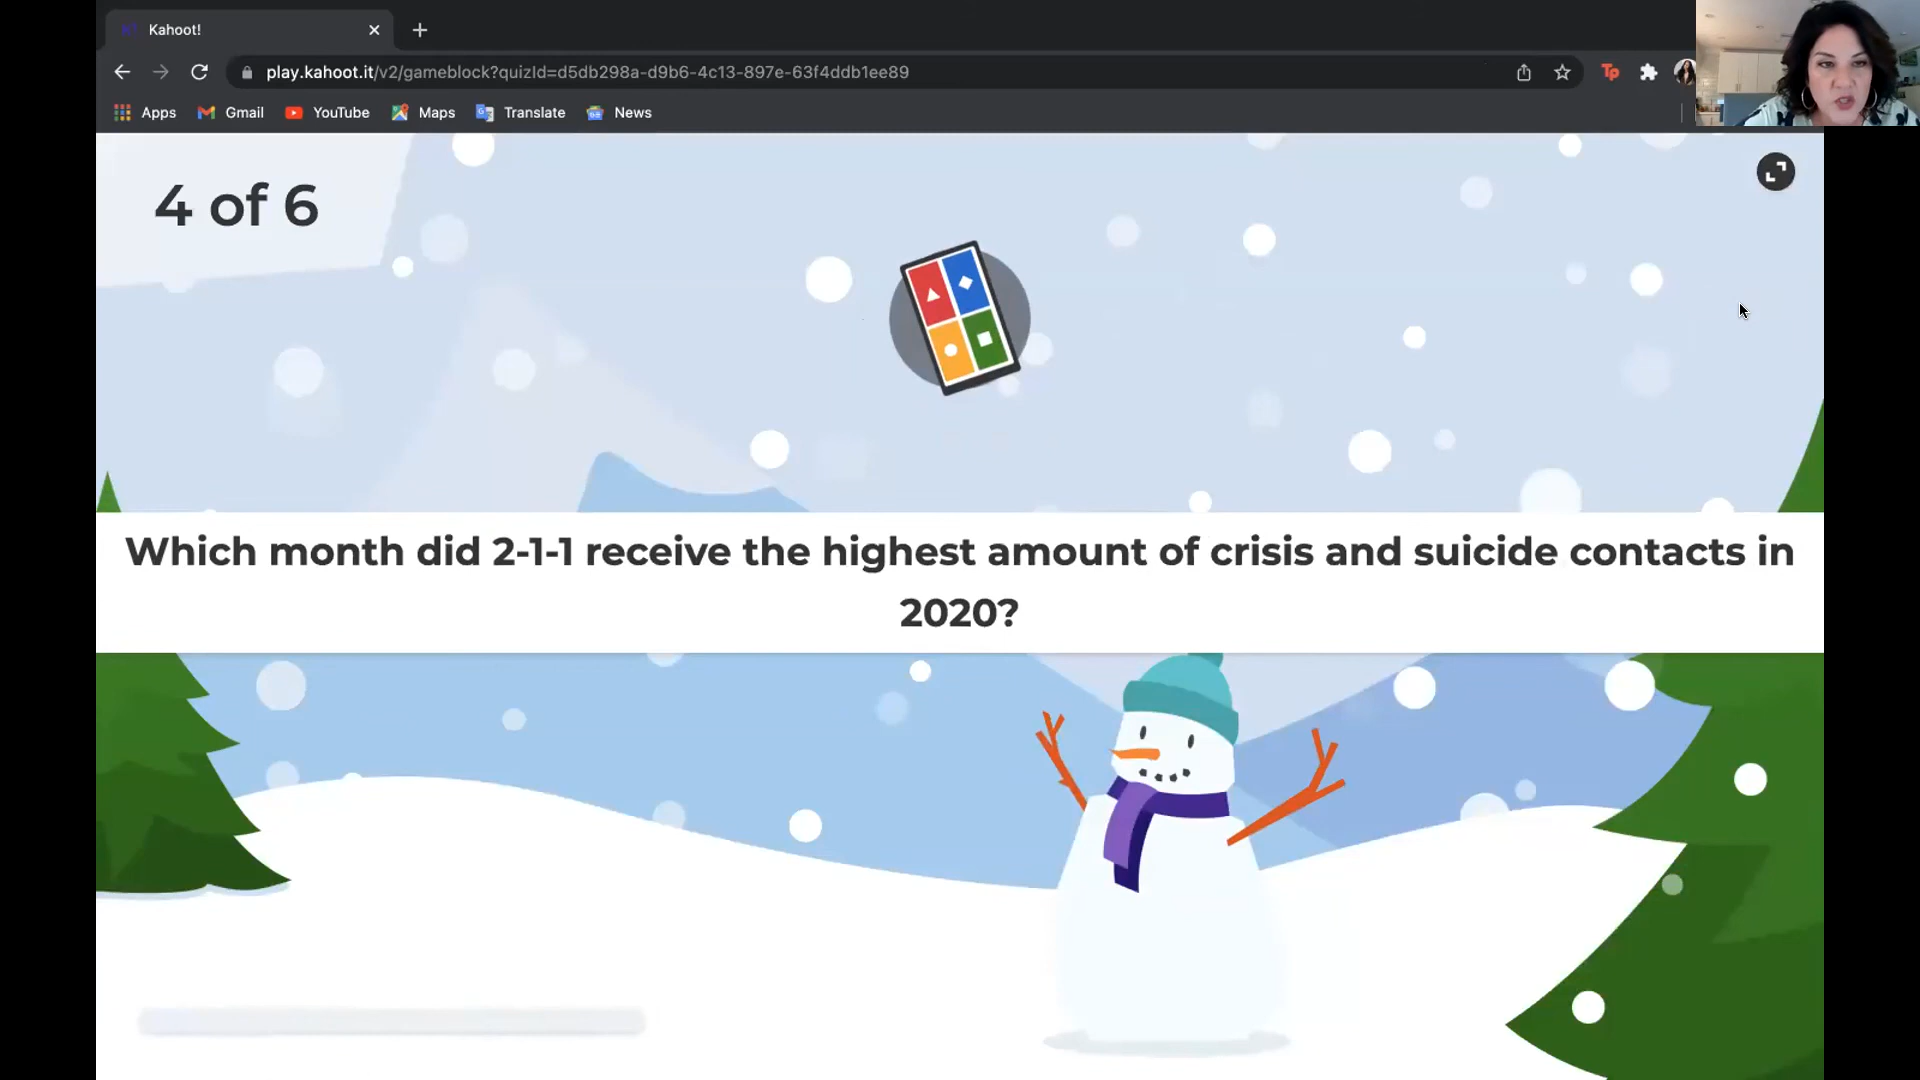 Kahoot!
play.kahoot.it/v2/gameblock?quizId=d5db298a-d9b6-4c13-897e-63f4ddb1ee89
Tp
Apps Gmail YouTube Maps Translate News
4 of 6
Which month did 2-1-1 receive the highest amount of crisis and suicide contacts in
2020?